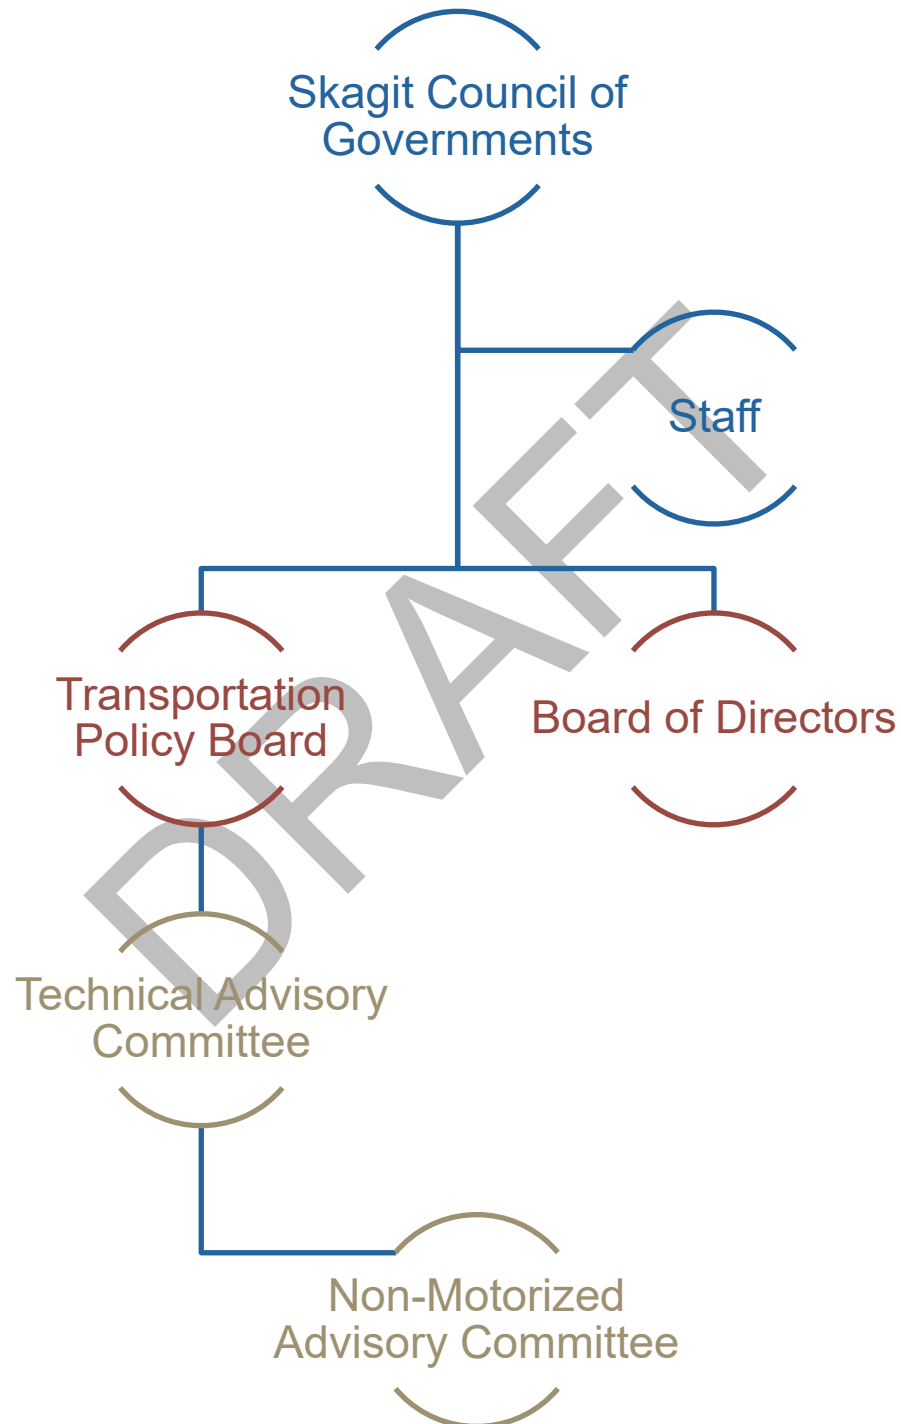 Skagit Council of
Governments
Staff
Transportation
Policy Board
Board of Directors
Technical Advisory
Committee
Non-Motorized
Advisory Committee
DRAFT